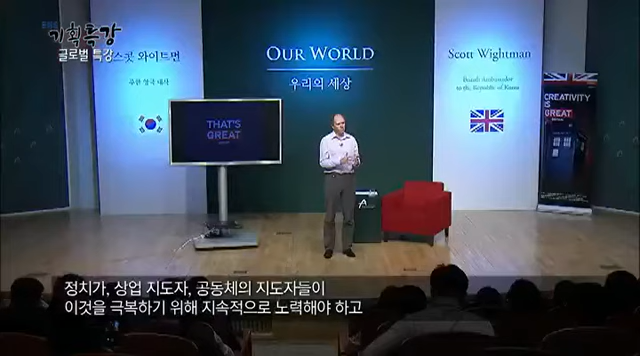 EBS
기획특강
글로벌 특강
스콧 와이트먼
주한 영국 대사
OUR WORLD
우리의 세상
Scott Wightman
British Ambassador
to the Republic of Korea
THAT'S
GREAT
CREATIVITY
IS
GREAT
정치가, 상업 지도자, 공동체의 지도자들이
이것을 극복하기 위해 지속적으로 노력해야 하고